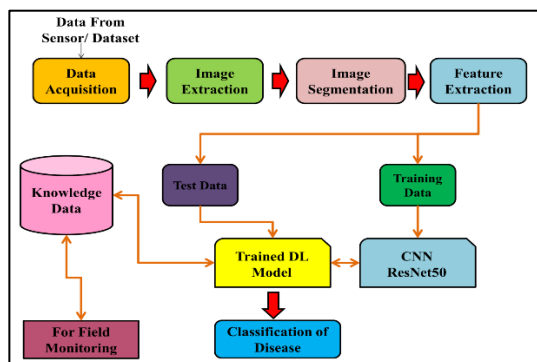 Data From
Sensor/ Dataset
Data
Acquisition
Image
Extraction
Image
Segmentation
Feature
Extraction
Knowledge
Data
Test Data
Training
Data
Trained DL
Model
CNN
ResNet50
For Field
Monitoring
Classification of
Disease